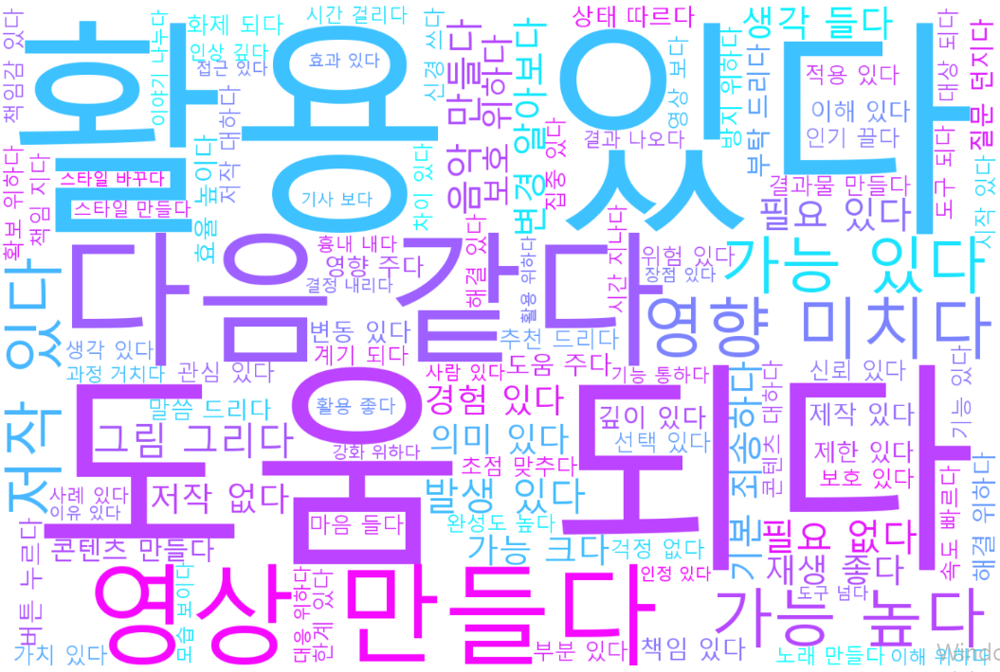 활용 있다
다음 같다
도움 되다
영상 만들다
책임감 있다
이야기 나누다
화제 되다
인상 깊다
접근 있다
시간 걸리다
효과 있다
신경 쓰다
음악 만들다
보호 위하다
변경 알아보다
집중 있다
상태 따르다
결과 나오다
영상 보다
방지 위하다
생각 들다
부탁 드리다
적용 있다
이해 있다
인기 끌다
대상 되다
질문 던지다
도구 되다
시작 있다
결과물 만들다
필요 있다
확보 위하다
책임 지다
스타일 바꾸다
스타일 만들다
효율 높이다
저작 대하다
기사 보다
차이 있다
흉내 내다
영향 주다
결정 내리다
해결 있다
활용 위하다
시간 지나다
위험 있다
장점 있다
가능 있다
영향 미치다
저작 있다
생각 있다
과정 거치다
관심 있다
변동 있다
계기 되다
추천 드리다
사람 있다
도움 주다
기능 통하다
신뢰 있다
기능 있다
말씀 드리다
활용 좋다
경험 있다
깊이 있다
제작 있다
그림 그리다
강화 위하다
의미 있다
선택 있다
기본 죄송하다
콘텐츠 대하다
제한 있다
보호 있다
초점 맞추다
사례 있다
이유 있다
저작 없다
발생 있다
마음 들다
완성도 높다
속도 빠르다
해결 위하다
버튼 누르다
콘텐츠 만들다
가능 크다
걱정 없다
필요 없다
재생 좋다
모습 보이다
대응 위하다
한계 있다
인정 있다
도구 넘다
가능 높다
가치 있다
부분 있다
책임 있다
노래 만들다
이해 위하다